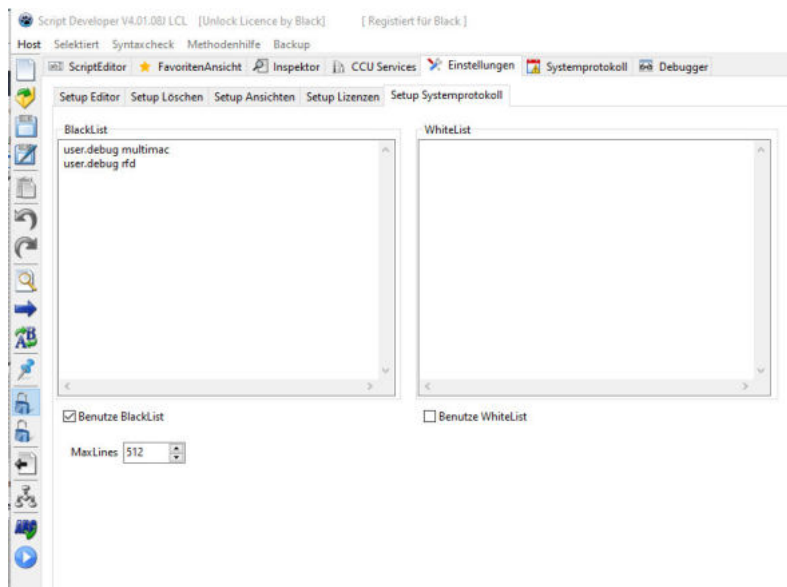 Script Developer V4.01.08J LCL [Unlock Licence by Black] [ Registiert für Black ]
Host Selektiert Syntaxcheck Methodenhilfe Backup
ScriptEditor FavoritenAnsicht Inspektor CCU Services Einstellungen Systemprotokoll Debugger
Setup Editor Setup Löschen Setup Ansichten Setup Lizenzen Setup Systemprotokoll
BlackList WhiteList
user.debug multimac
user.debug rfd
Benutze BlackList Benutze WhiteList
MaxLines 512